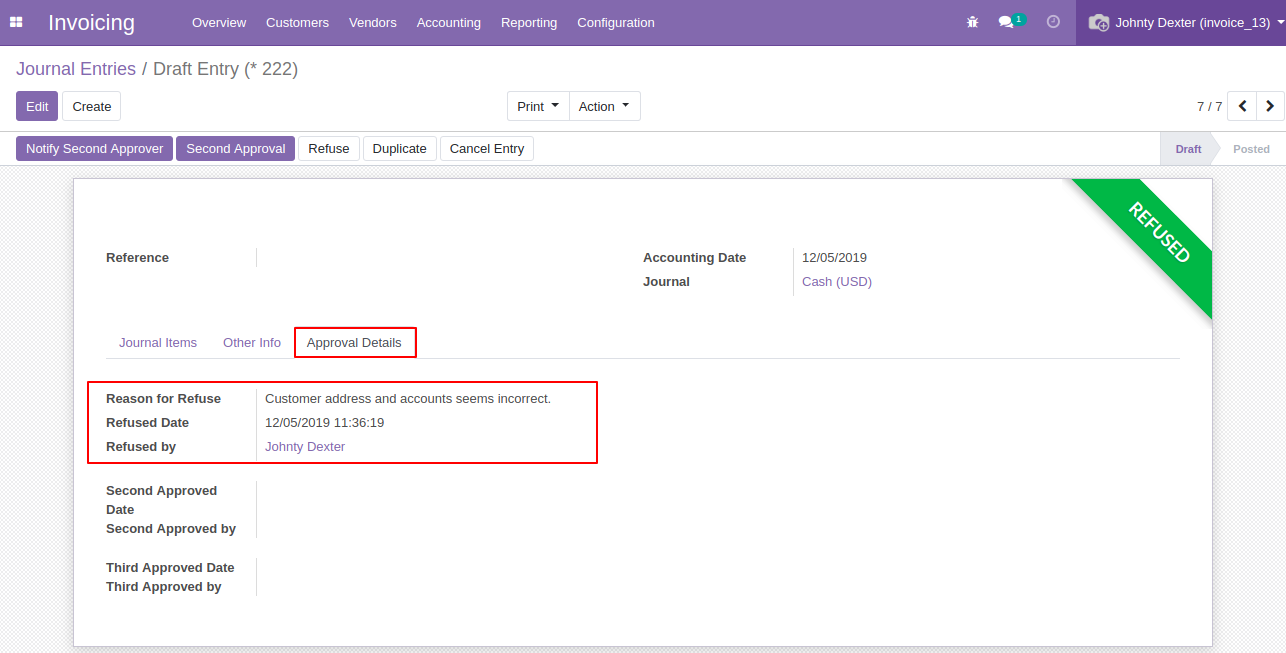 Invoicing Overview Customers Vendors Accounting Reporting Configuration 1 Johnty Dexter (invoice_13)
Journal Entries / Draft Entry (* 222)
Edit Create Print Action 7 / 7
Notify Second Approver Second Approval Refuse Duplicate Cancel Entry Draft Posted
REFUSED
Reference Accounting Date 12/05/2019
Journal Cash (USD)
Journal Items Other Info Approval Details
Reason for Refuse Customer address and accounts seems incorrect.
Refused Date 12/05/2019 11:36:19
Refused by Johnty Dexter
Second Approved
Date
Second Approved by
Third Approved Date
Third Approved by